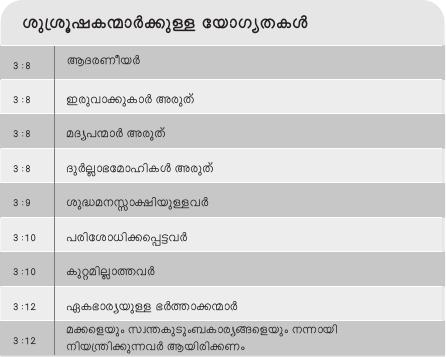 ശുശ്രൂഷകന്മാർക്കുള്ള യോഗ്യതകൾ
3:8 ആദരണീയർ
3:8 ഇരുവാക്കുകാർ അരുത്
3:8 മദ്യപന്മാർ അരുത്
3:8 ദുർല്ലാഭമോഹികൾ അരുത്
3:9 ശുദ്ധമനസ്സാക്ഷിയുള്ളവർ
3:10 പരിശോധിക്കപ്പെട്ടവർ
3:10 കുറ്റമില്ലാത്തവർ
3:12 ഏകഭാര്യയുള്ള ഭർത്താക്കന്മാർ
3:12 മക്കളെയും സ്വന്തകുടുംബകാര്യങ്ങളെയും നന്നായി
നിയന്ത്രിക്കുന്നവർ ആയിരിക്കണം